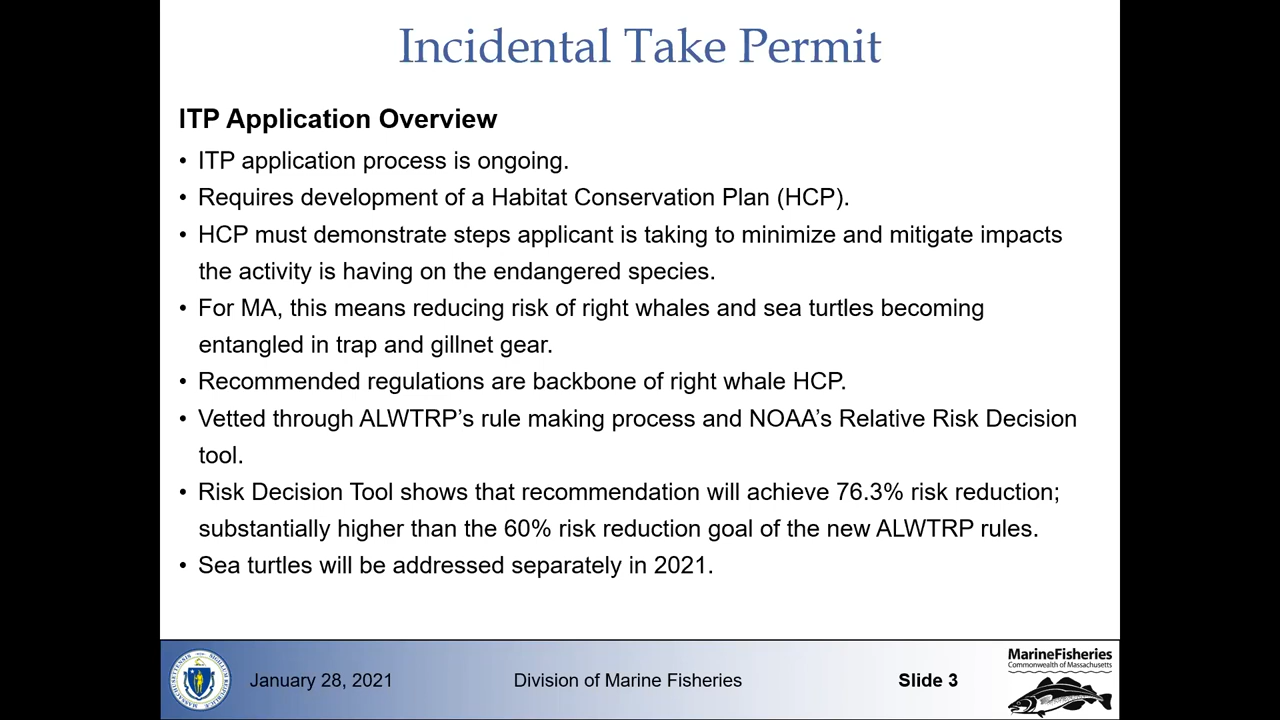 Incidental Take Permit
ITP Application Overview
• ITP application process is ongoing.
• Requires development of a Habitat Conservation Plan (HCP).
• HCP must demonstrate steps applicant is taking to minimize and mitigate impacts
the activity is having on the endangered species.
• For MA, this means reducing risk of right whales and sea turtles becoming
entangled in trap and gillnet gear.
• Recommended regulations are backbone of right whale HCP.
• Vetted through ALWTRP’s rule making process and NOAA’s Relative Risk Decision
tool.
• Risk Decision Tool shows that recommendation will achieve 76.3% risk reduction;
substantially higher than the 60% risk reduction goal of the new ALWTRP rules.
• Sea turtles will be addressed separately in 2021.
January 28, 2021
Division of Marine Fisheries
Slide 3
MarineFisheries
Commonwealth of Massachusetts